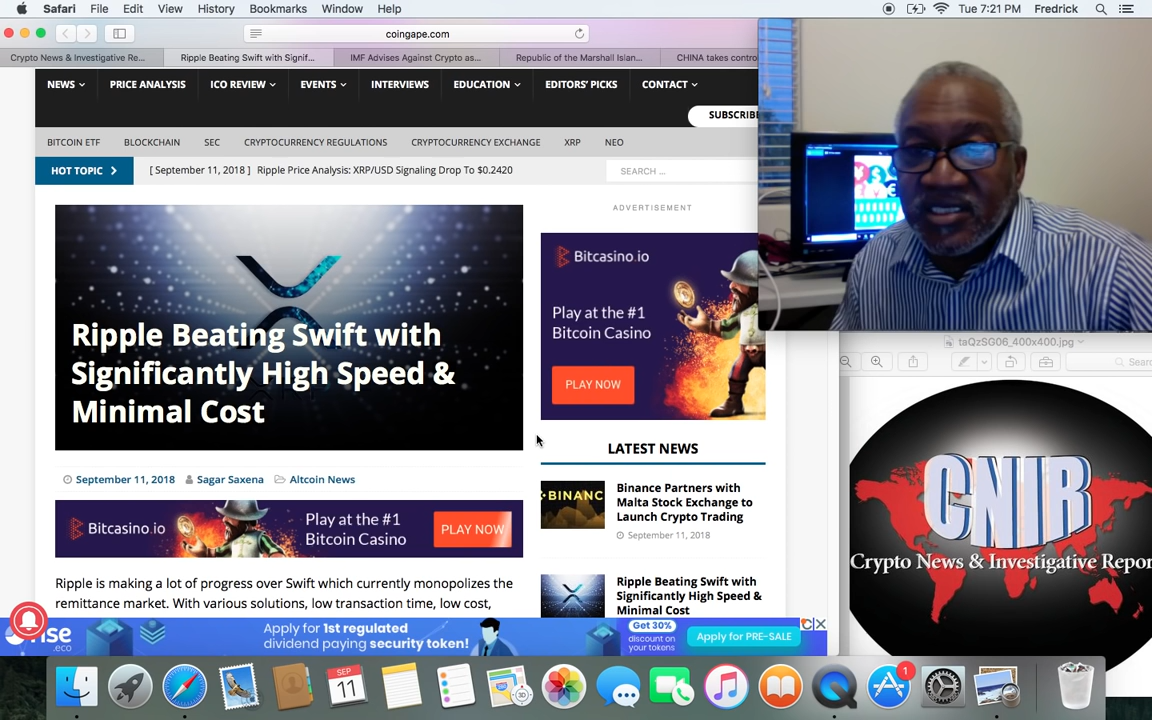 Safari File Edit View History Bookmarks Window Help
Tue 7:21 PM Fredrick
coingape.com
Crypto News & Investigative Re...
Ripple Beating Swift with Signif...
IMF Advises Against Crypto as...
Republic of the Marshall Islan...
CHINA takes contro
NEWS PRICE ANALYSIS ICO REVIEW EVENTS INTERVIEWS EDUCATION EDITORS' PICKS CONTACT
SUBSCRIBE
BITCOIN ETF BLOCKCHAIN SEC CRYPTOCURRENCY REGULATIONS CRYPTOCURRENCY EXCHANGE XRP NEO
HOT TOPIC
[ September 11, 2018 ] Ripple Price Analysis: XRP/USD Signaling Drop To $0.2420
SEARCH ...
Ripple Beating Swift with
Significantly High Speed &
Minimal Cost
September 11, 2018 Sagar Saxena Altcoin News
Bitcasino.io
Play at the #1
Bitcoin Casino
PLAY NOW
Ripple is making a lot of progress over Swift which currently monopolizes the
remittance market. With various solutions, low transaction time, low cost,
ADVERTISEMENT
Bitcasino.io
Play at the #1
Bitcoin Casino
PLAY NOW
LATEST NEWS
BINANC
Binance Partners with
Malta Stock Exchange to
Launch Crypto Trading
September 11, 2018
Ripple Beating Swift with
Significantly High Speed &
Minimal Cost
.eco
Apply for 1st regulated
dividend paying security token!
Get 30%
discount on
your tokens
Apply for PRE-SALE
taQzSG06_400x400.jpg
Searc
CNIR
Crypto News & Investigative Repor
SEP
11
3D
1